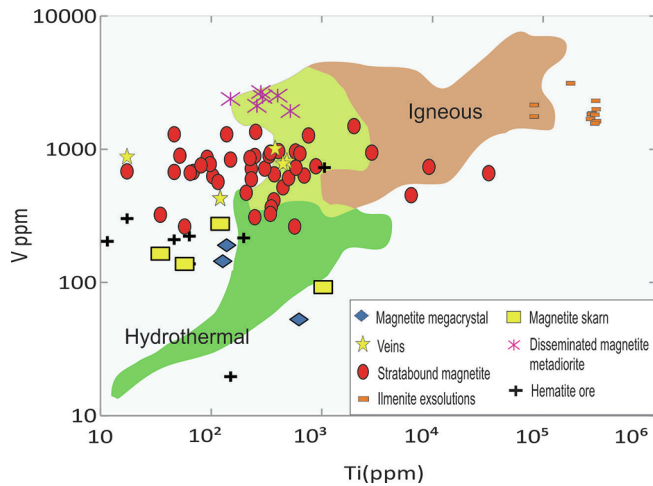 10000
1000
100
10
V ppm
Igneous
Hydrothermal
Magnetite megacrystal
Veins
Stratabound magnetite
Ilmenite exsolutions
Magnetite skarn
Disseminated magnetite
metadiorite
Hematite ore
10 10² 10³ 10⁴ 10⁵ 10⁶
Ti(ppm)